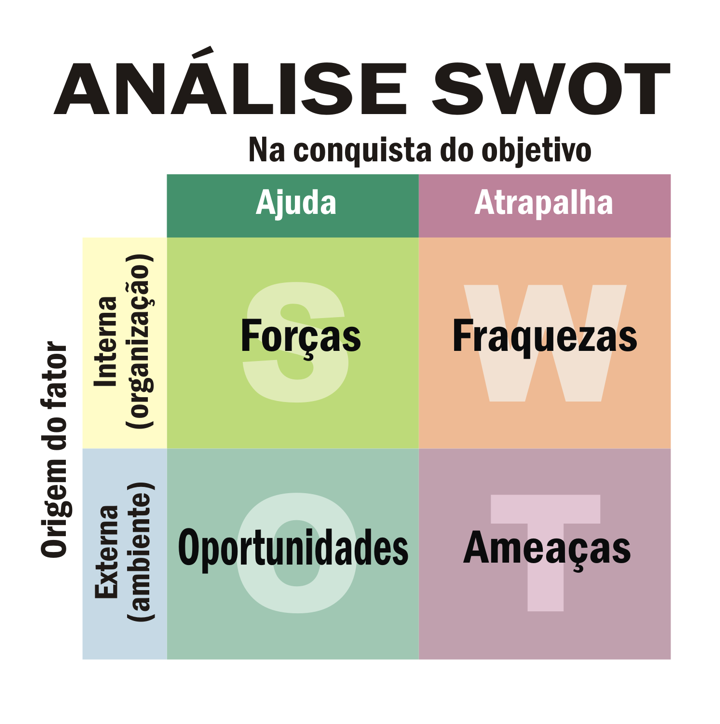 ANÁLISE SWOT
Na conquista do objetivo
Ajuda
Atrapalha
Origem do fator
Interna
(organização)
S
Forças
W
Fraquezas
Externa
(ambiente)
O
Oportunidades
T
Ameaças